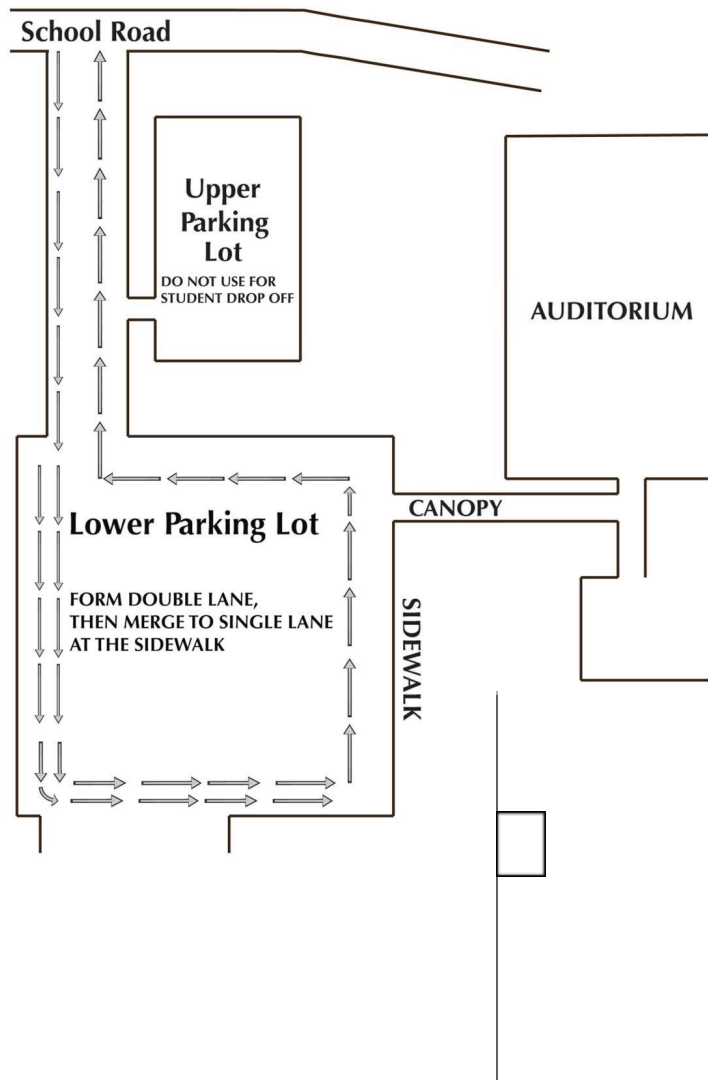 School Road
Upper
Parking
Lot
DO NOT USE FOR
STUDENT DROP OFF
AUDITORIUM
CANOPY
Lower Parking Lot
FORM DOUBLE LANE,
THEN MERGE TO SINGLE LANE
AT THE SIDEWALK
SIDEWALK